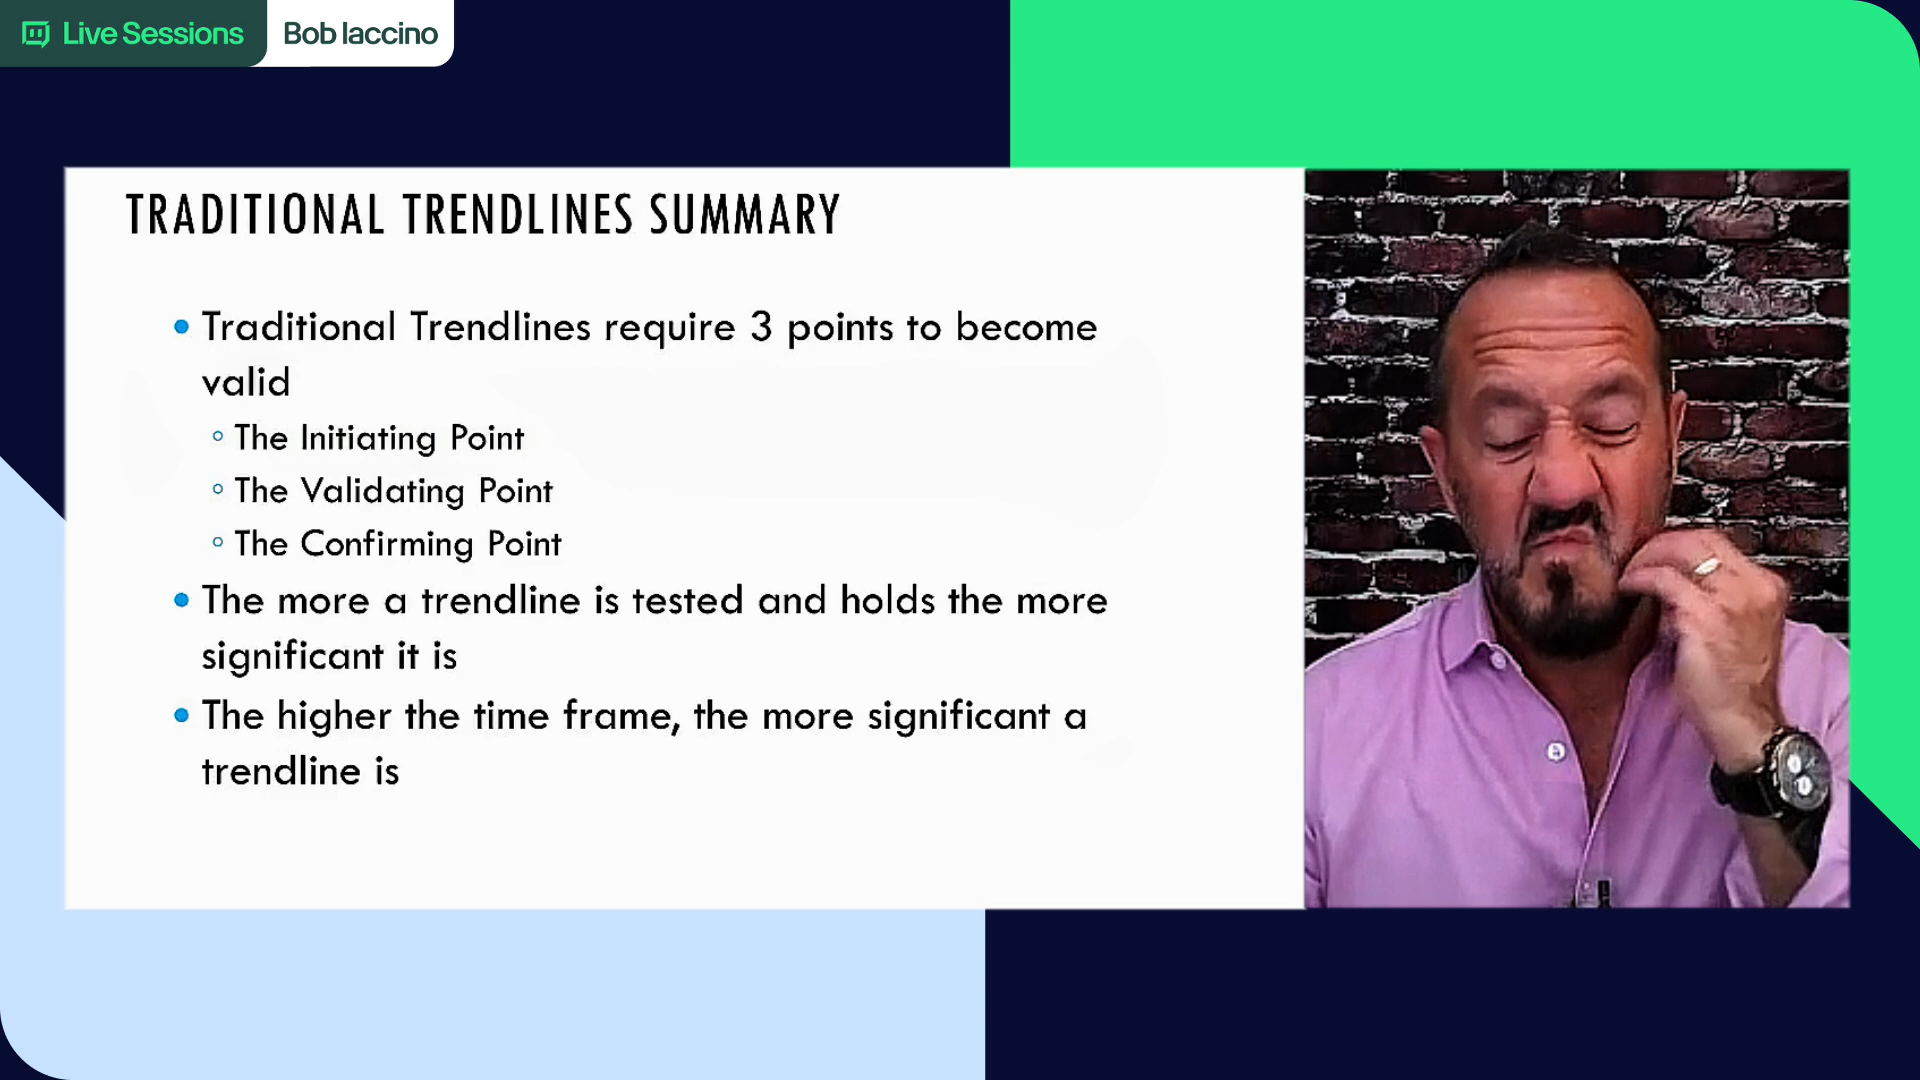 Live Sessions
Bob Iaccino
TRADITIONAL TRENDLINES SUMMARY
• Traditional Trendlines require 3 points to become
valid
◦ The Initiating Point
◦ The Validating Point
◦ The Confirming Point
• The more a trendline is tested and holds the more
significant it is
• The higher the time frame, the more significant a
trendline is